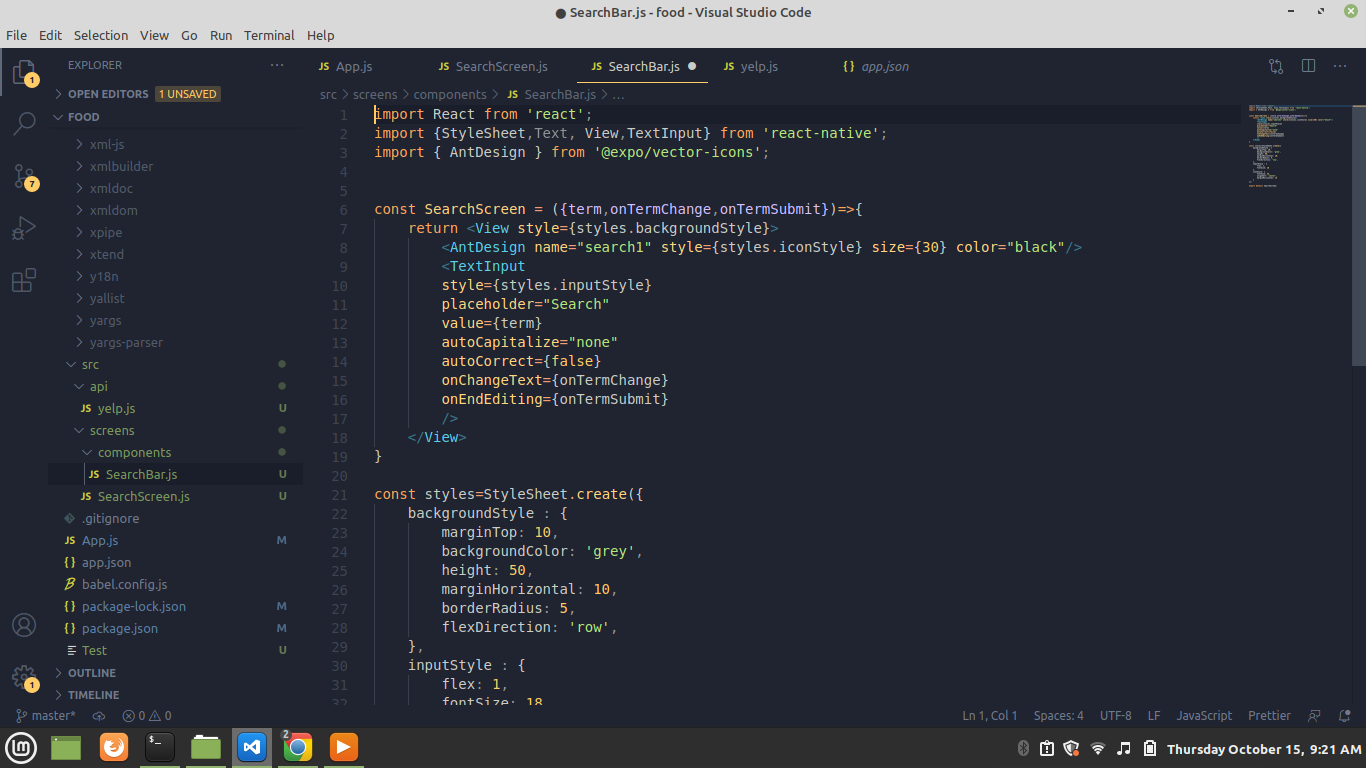 ● SearchBar.js - food - Visual Studio Code
File Edit Selection View Go Run Terminal Help
EXPLORER
OPEN EDITORS 1 UNSAVED
FOOD
xml-js
xmlbuilder
xmldoc
xmldom
xpipe
xtend
y18n
yallist
yargs
yargs-parser
src
api
yelp.js U
screens
components
JS SearchBar.js U
JS SearchScreen.js U
.gitignore
JS App.js M
{} app.json
babel.config.js
{} package-lock.json M
{} package.json M
Test U
OUTLINE
TIMELINE
1
7
1
JS App.js JS SearchScreen.js JS SearchBar.js ● JS yelp.js {} app.json
src > screens > components > JS SearchBar.js > ...
1 import React from 'react';
2 import {StyleSheet,Text, View,TextInput} from 'react-native';
3 import { AntDesign } from '@expo/vector-icons';
4
5
6 const SearchScreen = ({term,onTermChange,onTermSubmit})=>{
7 return <View style={styles.backgroundStyle}>
8 <AntDesign name="search1" style={styles.iconStyle} size={30} color="black"/>
9 <TextInput
10 style={styles.inputStyle}
11 placeholder="Search"
12 value={term}
13 autoCapitalize="none"
14 autoCorrect={false}
15 onChangeText={onTermChange}
16 onEndEditing={onTermSubmit}
17 />
18 </View>
19 }
20
21 const styles=StyleSheet.create({
22 backgroundStyle : {
23 marginTop: 10,
24 backgroundColor: 'grey',
25 height: 50,
26 marginHorizontal: 10,
27 borderRadius: 5,
28 flexDirection: 'row',
29 },
30 inputStyle : {
31 flex: 1,
32 fontSize: 18
master* 0 0 Ln 1, Col 1 Spaces: 4 UTF-8 LF JavaScript Prettier
2 Thursday October 15, 9:21 AM